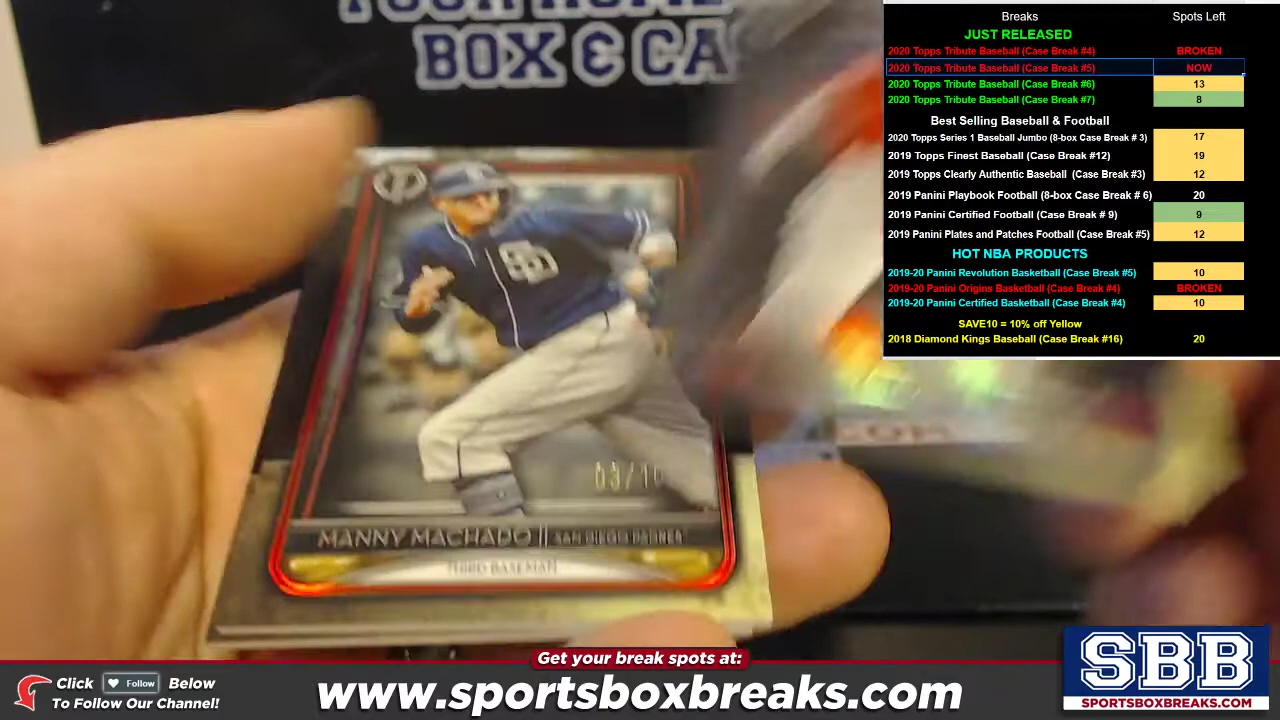 YOUR HOME
BOX & CA
SD
03/10
MANNY MACHADO ||
THIRD BASEMAN
Breaks Spots Left
JUST RELEASED
2020 Topps Tribute Baseball (Case Break #4) BROKEN
2020 Topps Tribute Baseball (Case Break #5) NOW
2020 Topps Tribute Baseball (Case Break #6) 13
2020 Topps Tribute Baseball (Case Break #7) 8
Best Selling Baseball & Football
2020 Topps Series 1 Baseball Jumbo (8-box Case Break # 3) 17
2019 Topps Finest Baseball (Case Break #12) 19
2019 Topps Clearly Authentic Baseball (Case Break #3) 12
2019 Panini Playbook Football (8-box Case Break # 6) 20
2019 Panini Certified Football (Case Break # 9) 9
2019 Panini Plates and Patches Football (Case Break #5) 12
HOT NBA PRODUCTS
2019-20 Panini Revolution Basketball (Case Break #5) 10
2019-20 Panini Origins Basketball (Case Break #4) BROKEN
2019-20 Panini Certified Basketball (Case Break #4) 10
SAVE10 = 10% off Yellow
2018 Diamond Kings Baseball (Case Break #16) 20
Get your break spots at:
Click Follow Below
To Follow Our Channel!
www.sportsboxbreaks.com
SBB
SPORTSBOXBREAKS.COM